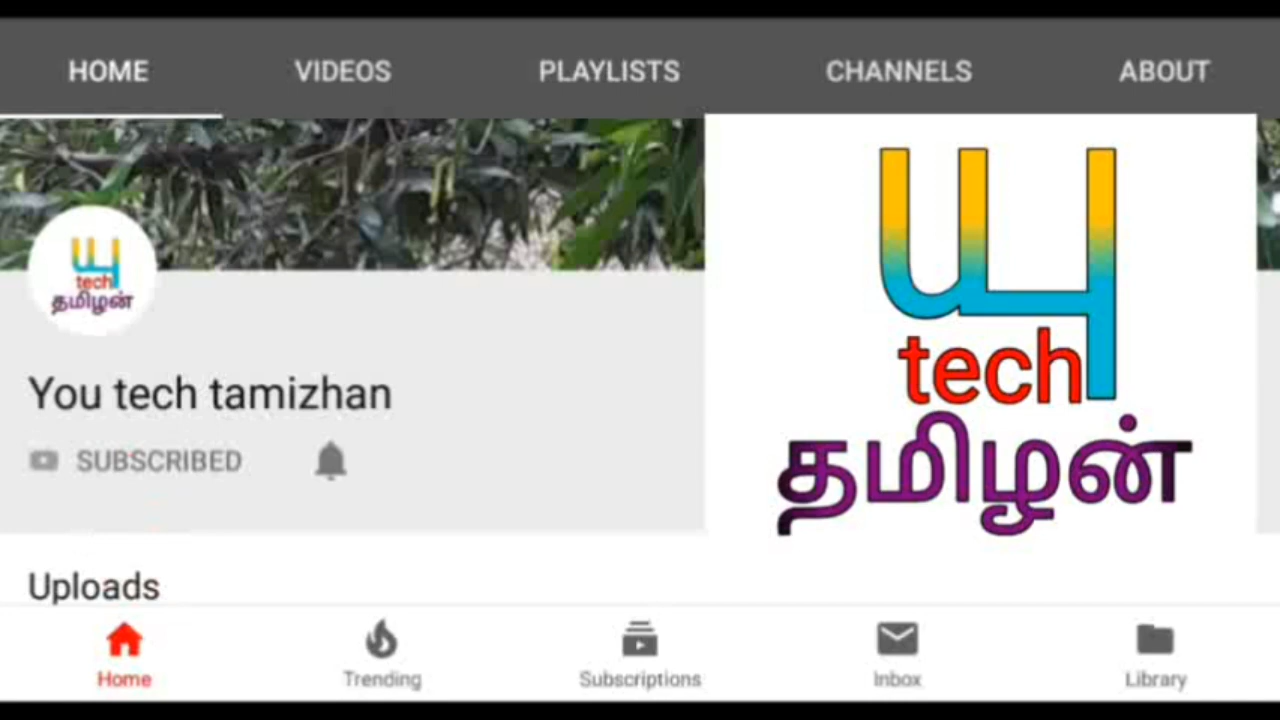 HOME VIDEOS PLAYLISTS CHANNELS ABOUT
tech
தமிழன்
You tech tamizhan
SUBSCRIBED
tech
தமிழன்
Uploads
Home Trending Subscriptions Inbox Library